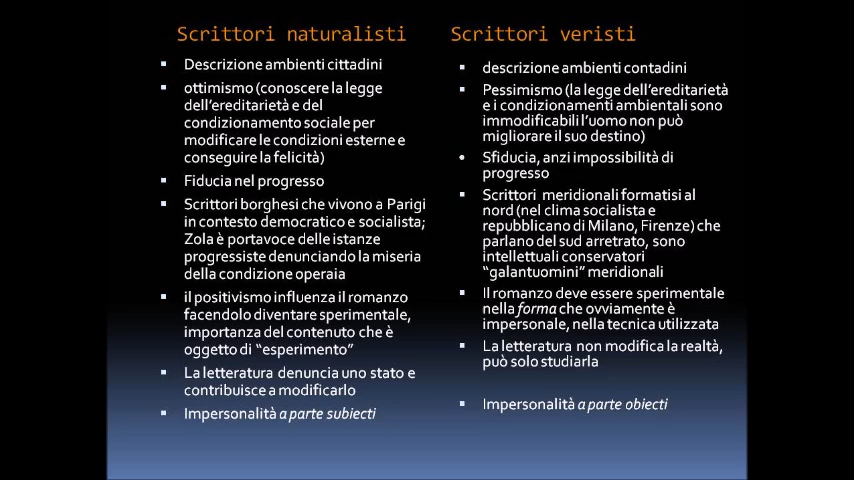 Scrittori naturalisti
▪ Descrizione ambienti cittadini
▪ ottimismo (conoscere la legge
dell'ereditarietà e del
condizionamento sociale per
modificare le condizioni esterne e
conseguire la felicità)
▪ Fiducia nel progresso
▪ Scrittori borghesi che vivono a Parigi
in contesto democratico e socialista;
Zola è portavoce delle istanze
progressiste denunciando la miseria
della condizione operaia
▪ il positivismo influenza il romanzo
facendolo diventare sperimentale,
importanza del contenuto che è
oggetto di “esperimento”
▪ La letteratura denuncia uno stato e
contribuisce a modificarlo
▪ Impersonalità a parte subiecti
Scrittori veristi
▪ descrizione ambienti contadini
▪ Pessimismo (la legge dell'ereditarietà
e i condizionamenti ambientali sono
immodificabili l'uomo non può
migliorare il suo destino)
• Sfiducia, anzi impossibilità di
progresso
▪ Scrittori meridionali formatisi al
nord (nel clima socialista e
repubblicano di Milano, Firenze) che
parlano del sud arretrato, sono
intellettuali conservatori
“galantuomini” meridionali
▪ Il romanzo deve essere sperimentale
nella forma che ovviamente è
impersonale, nella tecnica utilizzata
▪ La letteratura non modifica la realtà,
può solo studiarla
▪ Impersonalità a parte obiecti